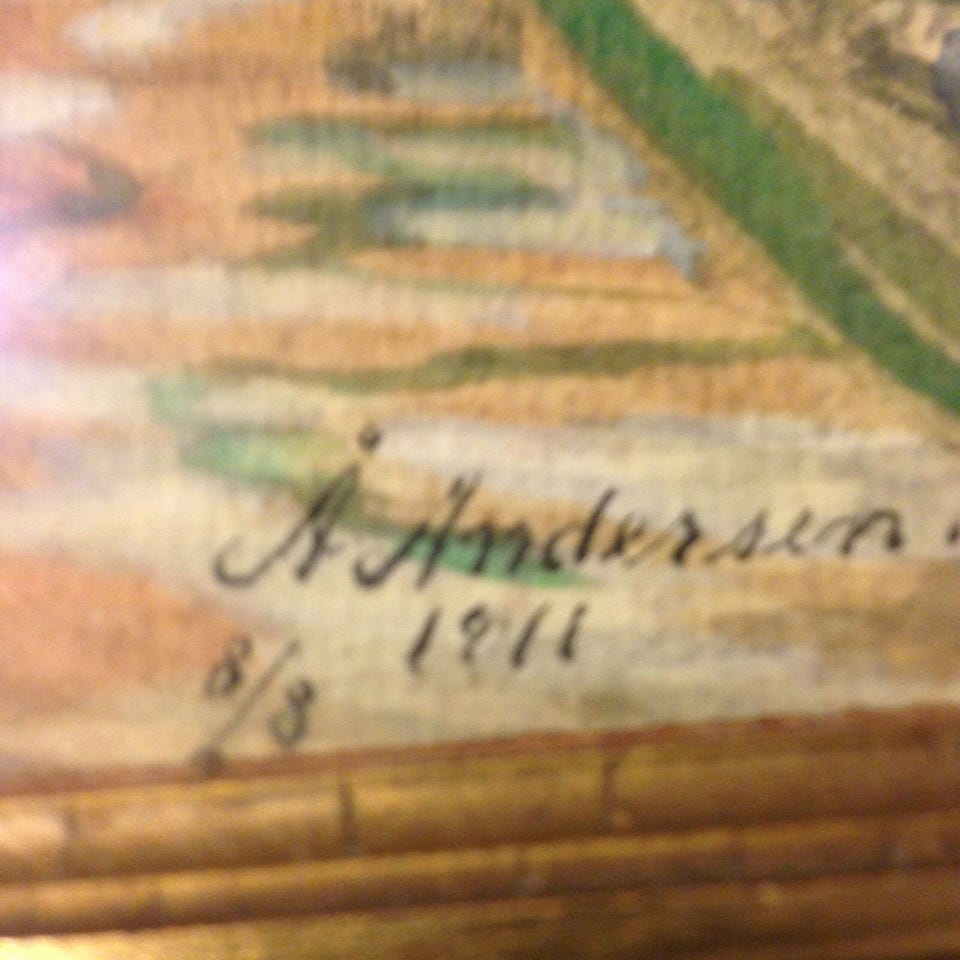 Å Andersen.
1911
8/3